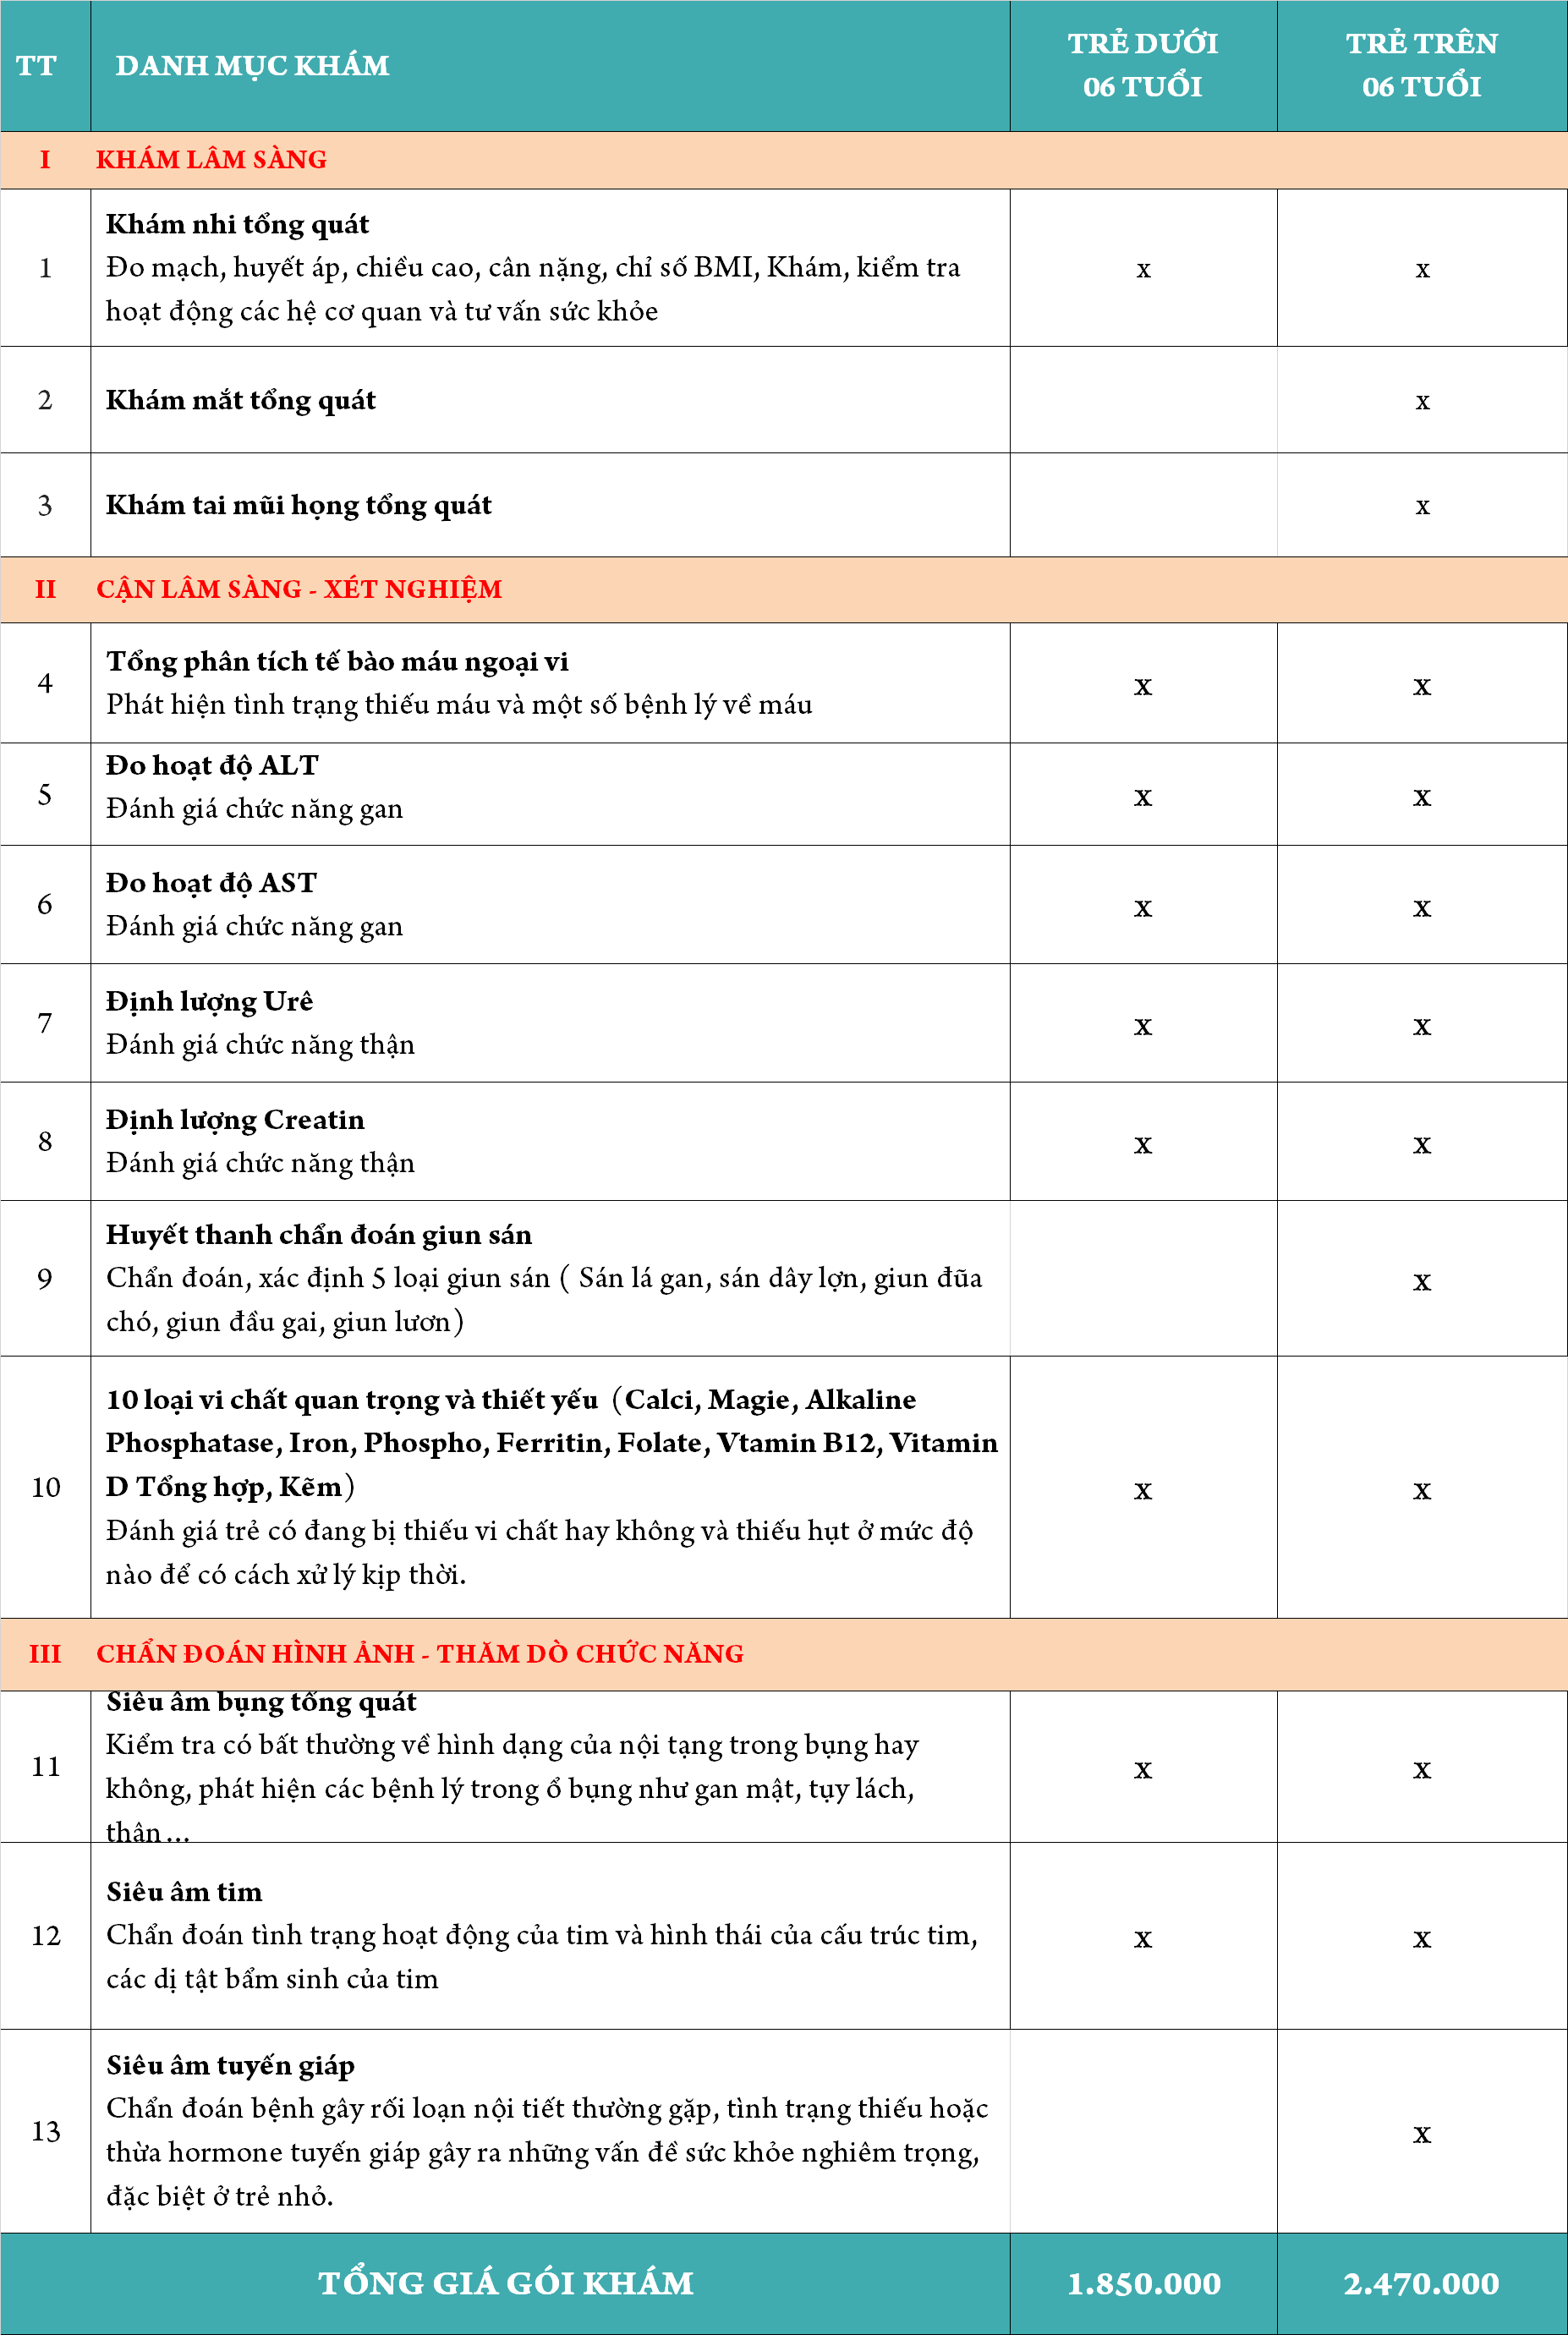 TT DANH MỤC KHÁM TRẺ DƯỚI 06 TUỔI TRẺ TRÊN 06 TUỔI
I KHÁM LÂM SÀNG
Khám nhi tổng quát
1 Đo mạch, huyết áp, chiều cao, cân nặng, chỉ số BMI, Khám, kiểm tra x x
hoạt động các hệ cơ quan và tư vấn sức khỏe
2 Khám mắt tổng quát x
3 Khám tai mũi họng tổng quát x
II CẬN LÂM SÀNG - XÉT NGHIỆM
4 Tổng phân tích tế bào máu ngoại vi x x
Phát hiện tình trạng thiếu máu và một số bệnh lý về máu
5 Đo hoạt độ ALT x x
Đánh giá chức năng gan
6 Đo hoạt độ AST x x
Đánh giá chức năng gan
7 Định lượng Urê x x
Đánh giá chức năng thận
8 Định lượng Creatin x x
Đánh giá chức năng thận
Huyết thanh chẩn đoán giun sán
9 Chẩn đoán, xác định 5 loại giun sán ( Sán lá gan, sán dây lợn, giun đũa x
chó, giun đầu gai, giun lươn)
10 loại vi chất quan trọng và thiết yếu (Calci, Magie, Alkaline
Phosphatase, Iron, Phospho, Ferritin, Folate, Vtamin B12, Vitamin
10 D Tổng hợp, Kẽm) x x
Đánh giá trẻ có đang bị thiếu vi chất hay không và thiếu hụt ở mức độ
nào để có cách xử lý kịp thời.
III CHẨN ĐOÁN HÌNH ẢNH - THĂM DÒ CHỨC NĂNG
Siêu âm bụng tổng quát
11 Kiểm tra có bất thường về hình dạng của nội tạng trong bụng hay x x
không, phát hiện các bệnh lý trong ổ bụng như gan mật, tụy lách,
thận...
Siêu âm tim
12 Chẩn đoán tình trạng hoạt động của tim và hình thái của cấu trúc tim, x x
các dị tật bẩm sinh của tim
Siêu âm tuyến giáp
13 Chẩn đoán bệnh gây rối loạn nội tiết thường gặp, tình trạng thiếu hoặc x
thừa hormone tuyến giáp gây ra những vấn đề sức khỏe nghiêm trọng,
đặc biệt ở trẻ nhỏ.
TỔNG GIÁ GÓI KHÁM 1.850.000 2.470.000